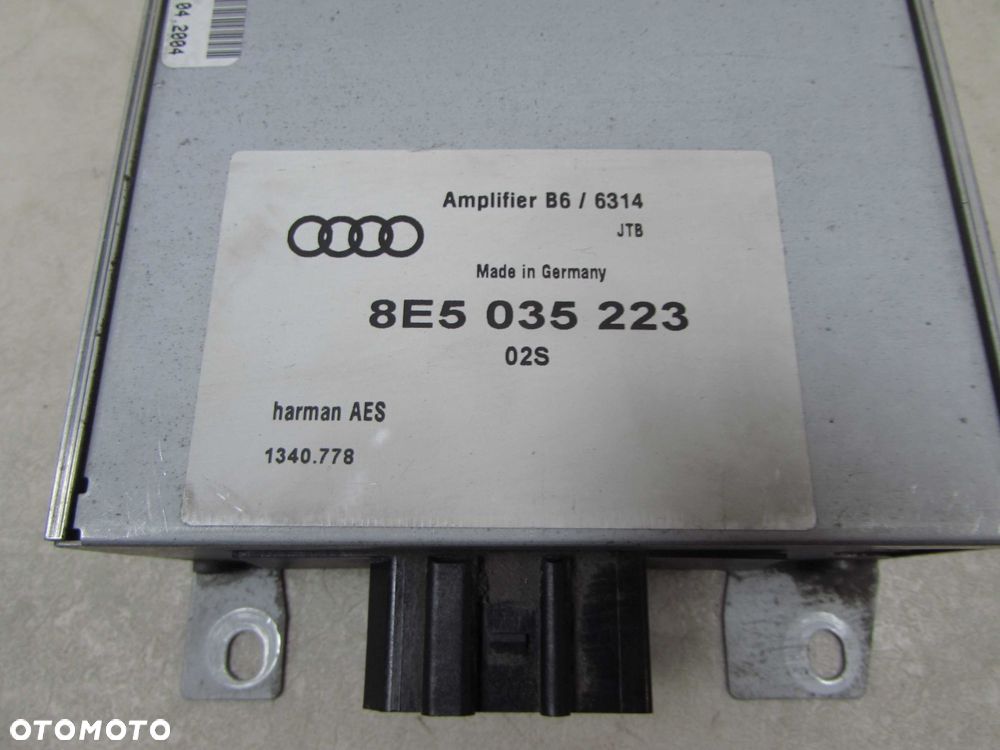 04.2004
Amplifier B6 / 6314
JTB
Made in Germany
8E5 035 223
02S
harman AES
1340.778
OTOMOTO